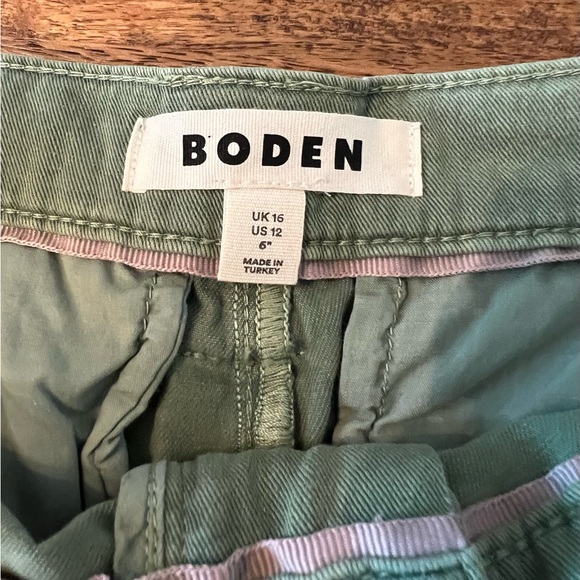 BODEN
UK 16
US 12
6"
MADE IN
TURKEY